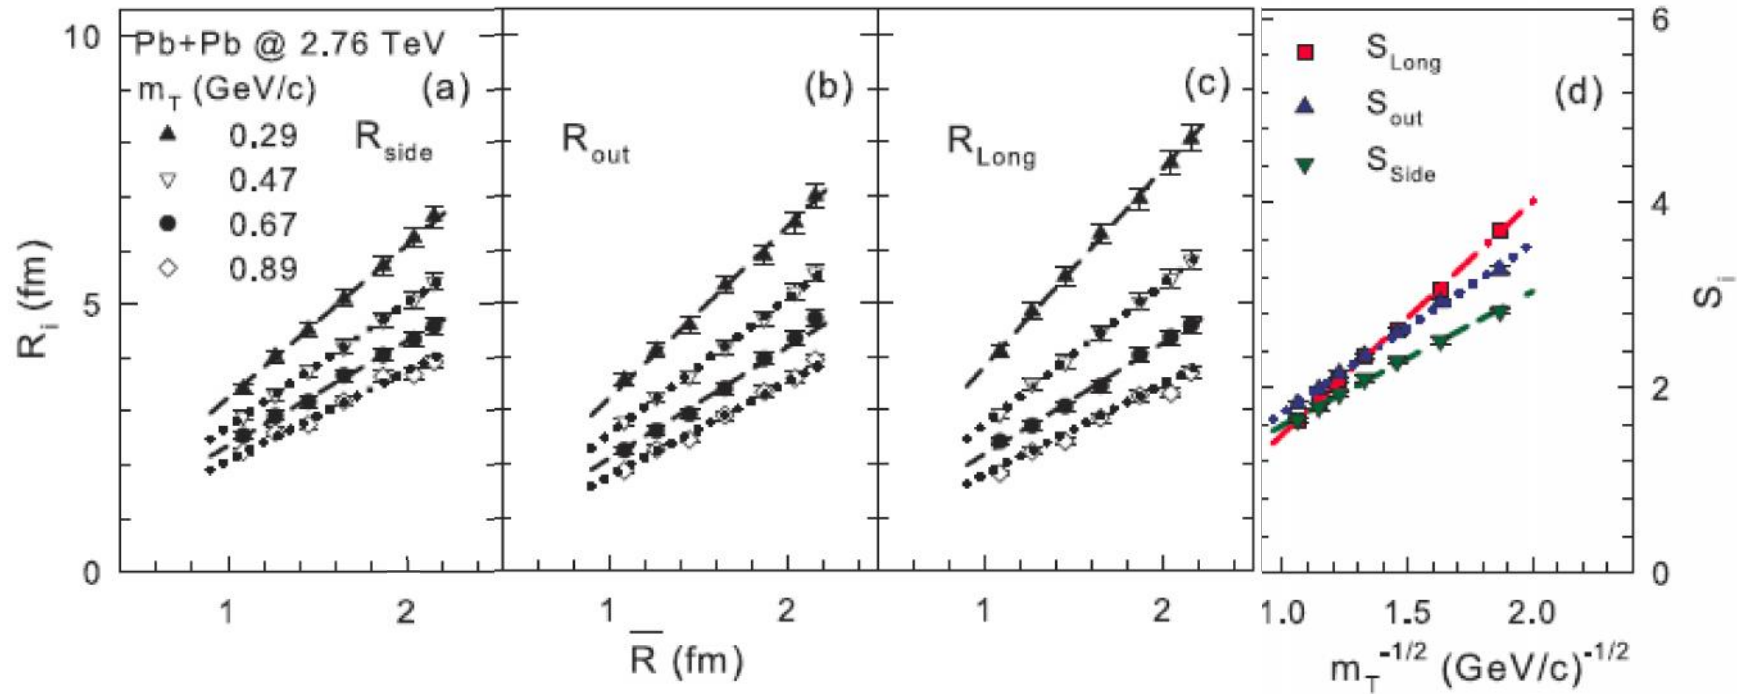 10
5
0
R_i (fm)
Pb+Pb @ 2.76 TeV
m_T (GeV/c)
0.29
0.47
0.67
0.89
(a)
R_side
1
2
(b)
R_out
1
2
R̅ (fm)
(c)
R_Long
1
2
(d)
S_Long
S_out
S_Side
6
4
2
0
S_i
1.0
1.5
2.0
m_T^-1/2 (GeV/c)^-1/2